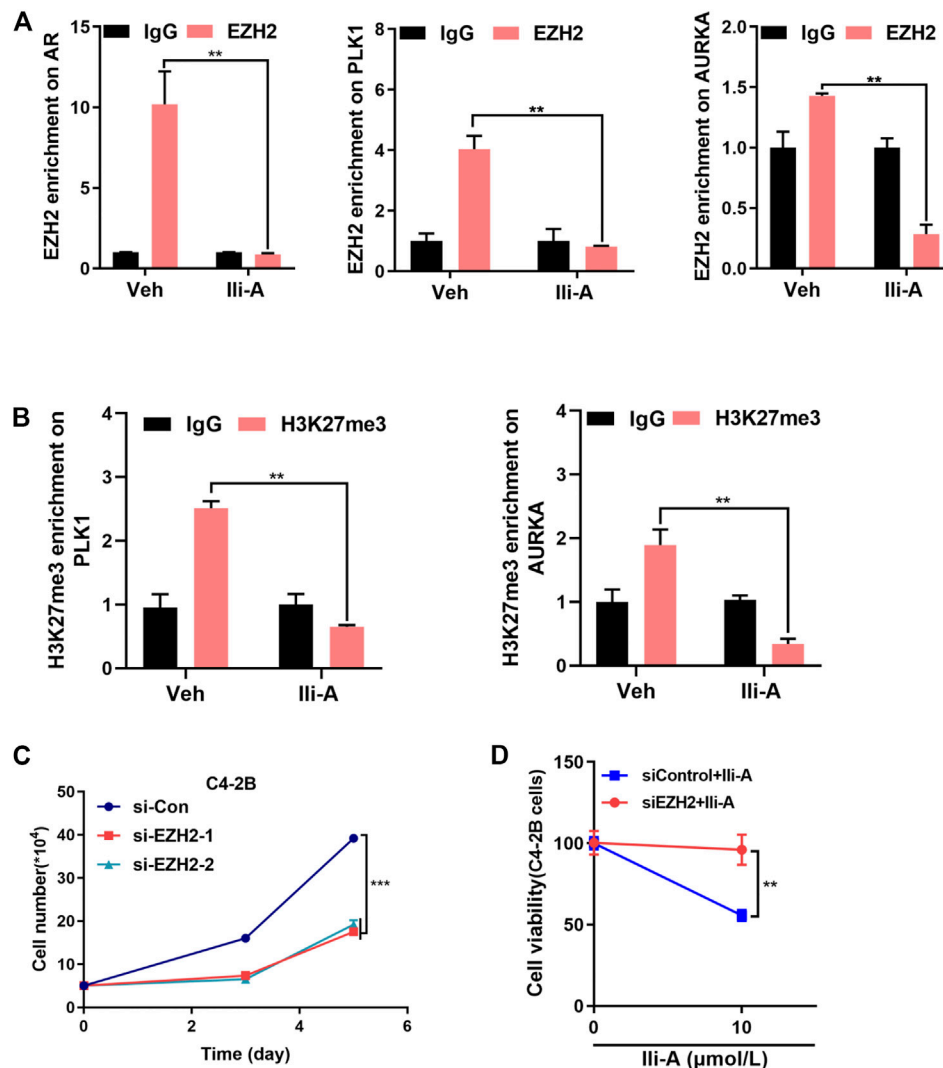 A
IgG EZH2
EZH2 enrichment on AR
15
10
5
0
**
Veh Ili-A
IgG EZH2
EZH2 enrichment on PLK1
8
6
4
2
0
**
Veh Ili-A
IgG EZH2
EZH2 enrichment on AURKA
2.0
1.5
1.0
0.5
0.0
**
Veh Ili-A
B
IgG H3K27me3
H3K27me3 enrichment on
PLK1
4
3
2
1
0
**
Veh Ili-A
IgG H3K27me3
H3K27me3 enrichment on
AURKA
4
3
2
1
0
**
Veh Ili-A
C
C4-2B
si-Con
si-EZH2-1
si-EZH2-2
Cell number(*10⁴)
50
40
30
20
10
0
***
0 2 4 6
Time (day)
D
siControl+Ili-A
siEZH2+Ili-A
Cell viability(C4-2B cells)
150
100
50
0
**
0 10
Ili-A (μmol/L)